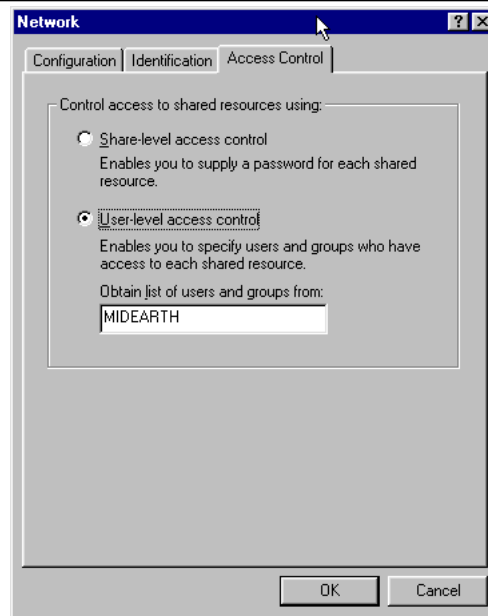 Network
? X
Configuration Identification Access Control
Control access to shared resources using:
Share-level access control
Enables you to supply a password for each shared
resource.
User-level access control
Enables you to specify users and groups who have
access to each shared resource.
Obtain list of users and groups from:
MIDEARTH
OK Cancel